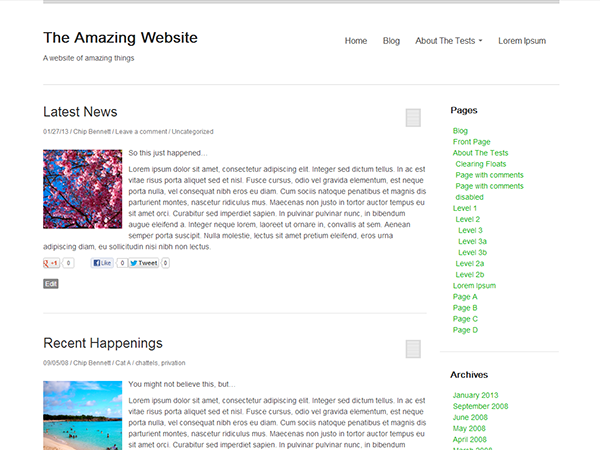 The Amazing Website
A website of amazing things
Home Blog About The Tests Lorem Ipsum
Latest News
01/27/13 / Chip Bennett / Leave a comment / Uncategorized
So this just happened...
Lorem ipsum dolor sit amet, consectetur adipiscing elit. Integer sed dictum tellus. In ac est
vitae risus porta aliquet sed et nisl. Fusce cursus, odio vel gravida elementum, est neque
porta nulla, vel consequat nibh eros eu diam. Cum sociis natoque penatibus et magnis dis
parturient montes, nascetur ridiculus mus. Maecenas non justo in tortor auctor tempus eu
sit amet orci. Curabitur sed imperdiet sapien. In pulvinar pulvinar nunc, in bibendum
augue eleifend a. Integer neque lorem, laoreet ut ornare in, convallis at sem. Aenean
semper porta suscipit. Nulla molestie, lectus sit amet pretium eleifend, eros urna
adipiscing diam, eu sollicitudin nisi nibh non lectus.
g +1 0 Like 0 Tweet 0
Edit
Recent Happenings
09/05/08 / Chip Bennett / Cat A / chattels, privation
You might not believe this, but...
Lorem ipsum dolor sit amet, consectetur adipiscing elit. Integer sed dictum tellus. In ac est
vitae risus porta aliquet sed et nisl. Fusce cursus, odio vel gravida elementum, est neque
porta nulla, vel consequat nibh eros eu diam. Cum sociis natoque penatibus et magnis dis
parturient montes, nascetur ridiculus mus. Maecenas non justo in tortor auctor tempus eu
sit amet orci. Curabitur sed imperdiet sapien. In pulvinar pulvinar nunc, in bibendum
Pages
Blog
Front Page
About The Tests
Clearing Floats
Page with comments
Page with comments
disabled
Level 1
Level 2
Level 3
Level 3a
Level 3b
Level 2a
Level 2b
Lorem Ipsum
Page A
Page B
Page C
Page D
Archives
January 2013
September 2008
June 2008
May 2008
April 2008
March 2008